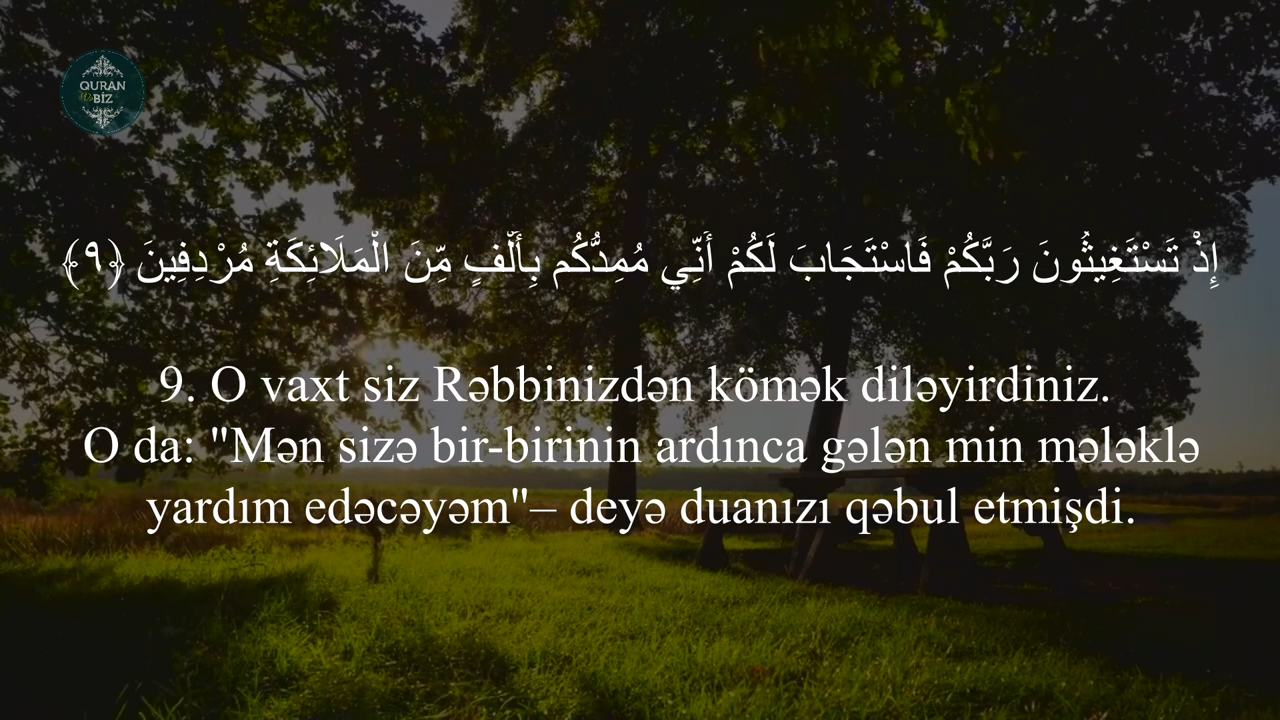 QURAN
BİZ
إِذْ تَسْتَغِيثُونَ رَبَّكُمْ فَاسْتَجَابَ لَكُمْ أَنِّي مُمِدُّكُم بِأَلْفٍ مِّنَ الْمَلَائِكَةِ مُرْدِفِينَ ﴿٩﴾
9. O vaxt siz Rəbbinizdən kömək diləyirdiniz.
O da: "Mən sizə bir-birinin ardınca gələn min mələklə
yardım edəcəyəm"– deyə duanızı qəbul etmişdi.